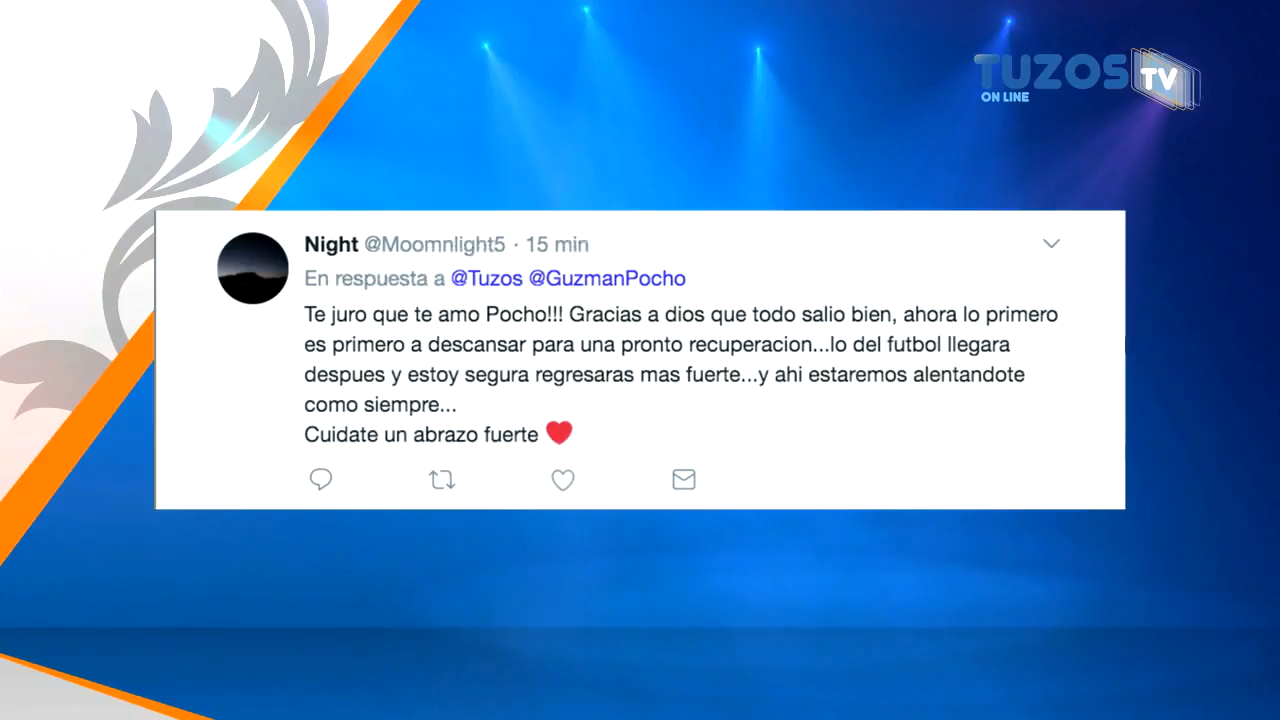 TUZOS TV
ON LINE
Night @Moomnlight5 · 15 min
En respuesta a @Tuzos @GuzmanPocho
Te juro que te amo Pocho!!! Gracias a dios que todo salio bien, ahora lo primero
es primero a descansar para una pronto recuperacion...lo del futbol llegara
despues y estoy segura regresaras mas fuerte...y ahi estaremos alentandote
como siempre...
Cuidate un abrazo fuerte ❤️